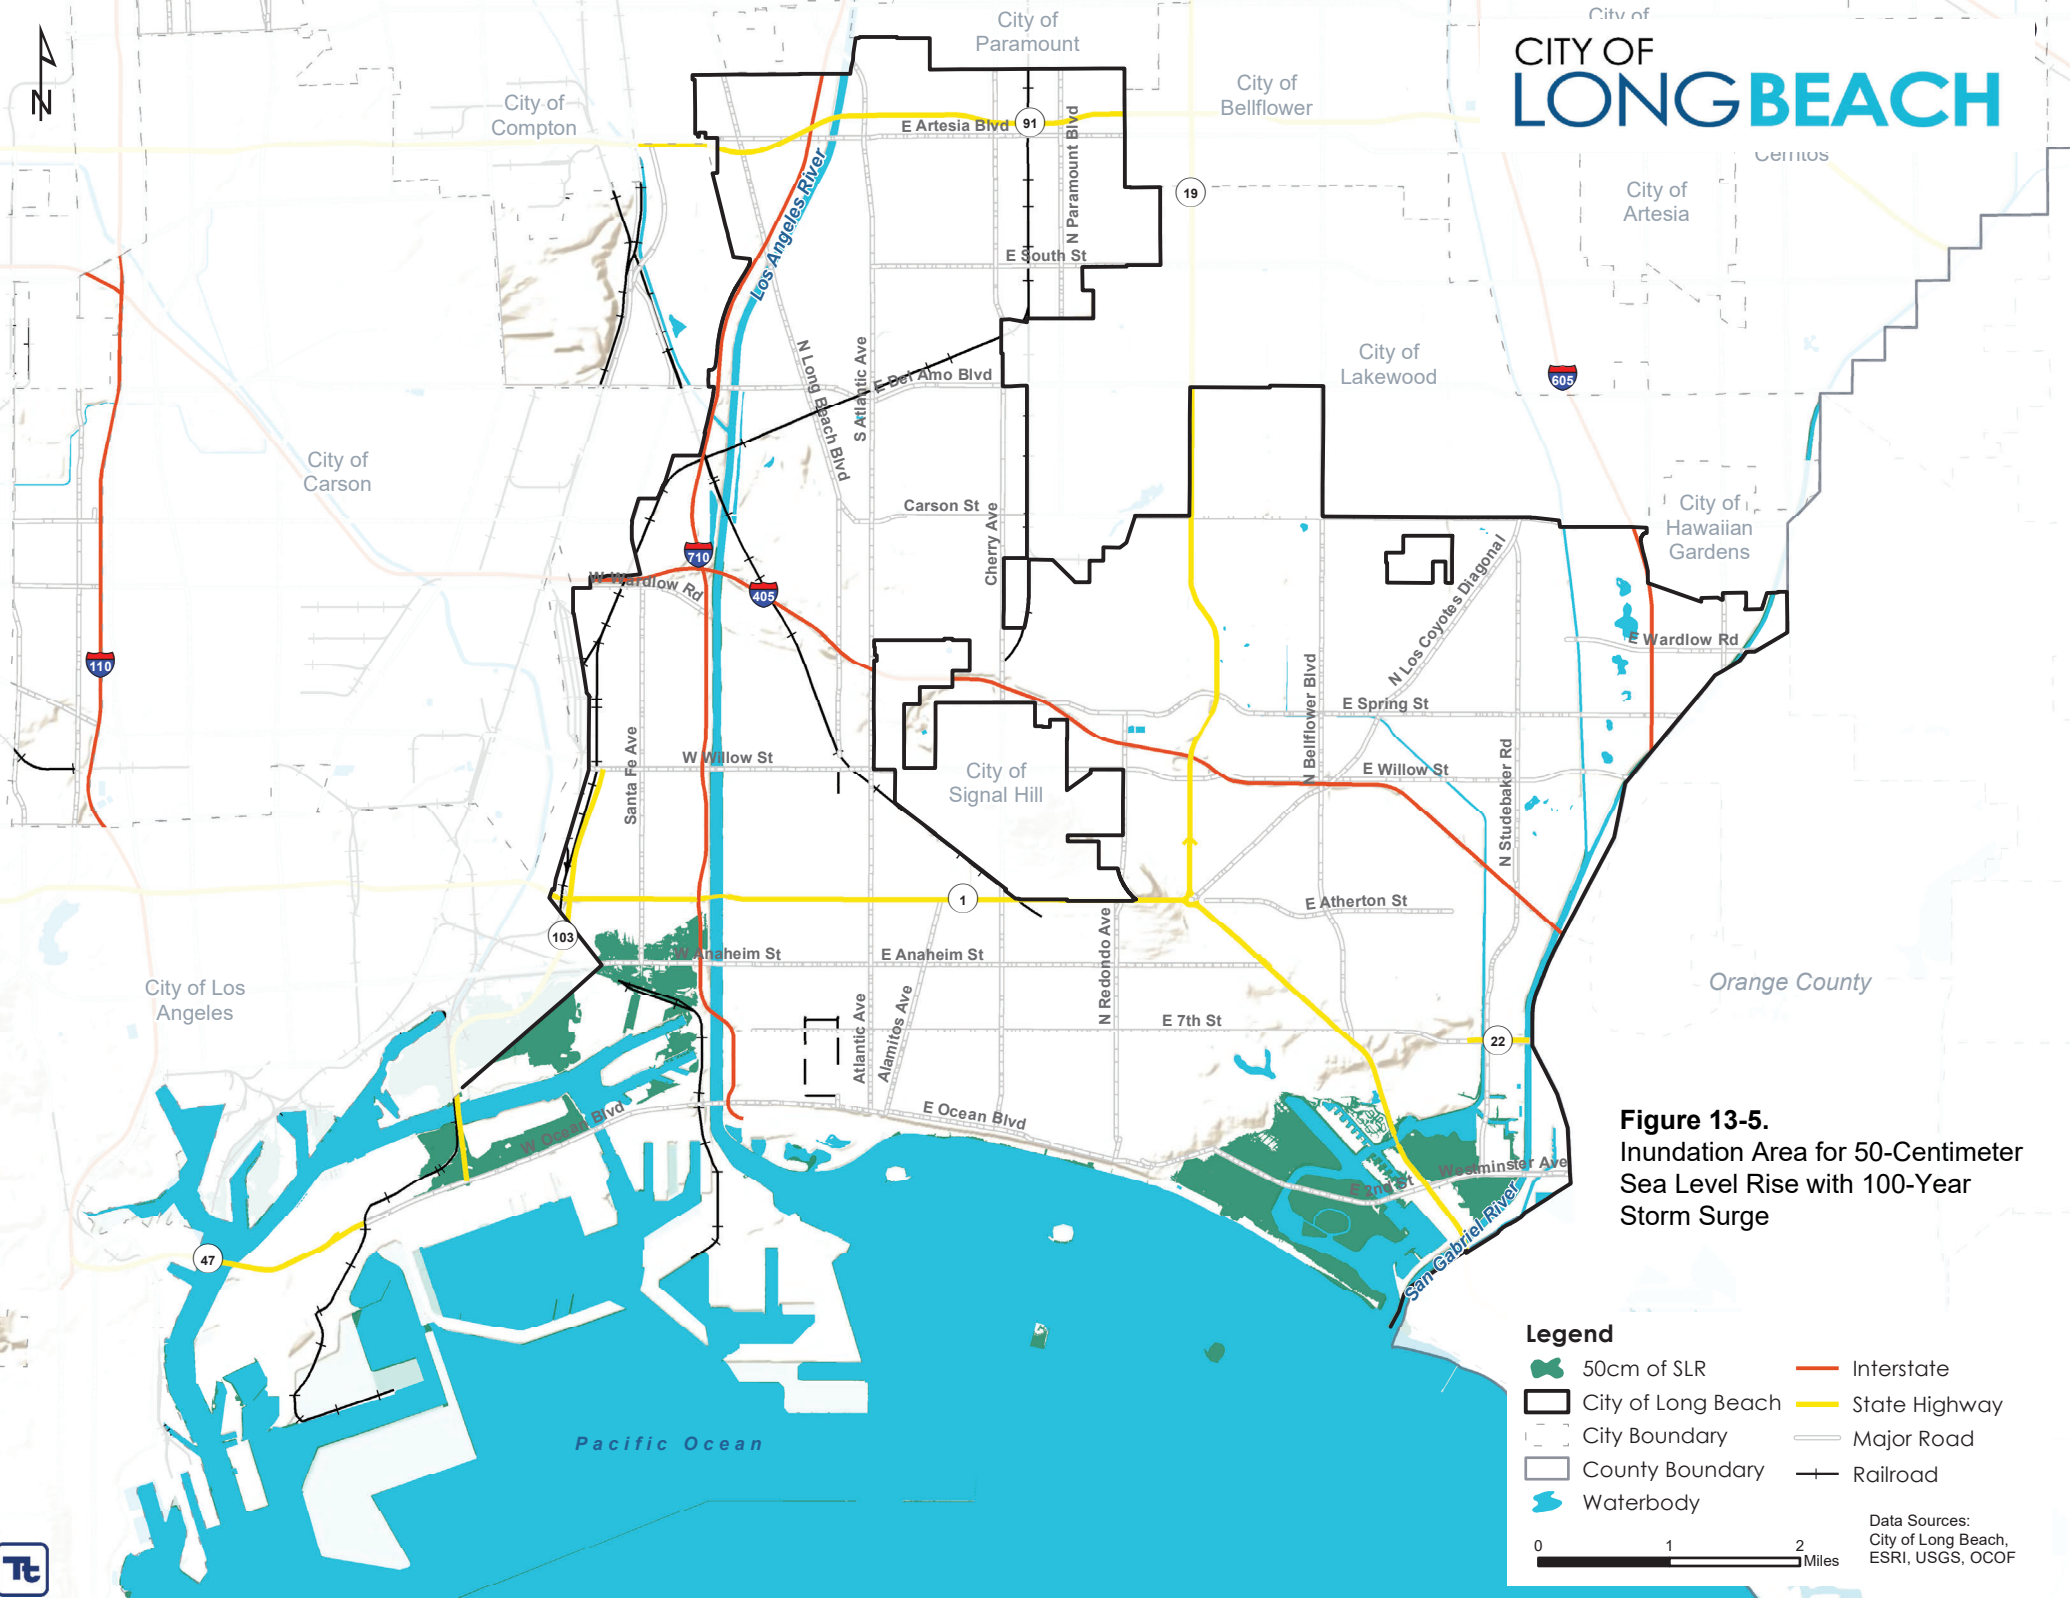 N
City of
Paramount
City of
CITY OF
LONGBEACH
City of
Compton
City of
Bellflower
E Artesia Blvd
91
N Paramount Blvd
Cerritos
19
City of
Artesia
Los Angeles River
E South St
N Long Beach Blvd
S Atlantic Ave
E Del Amo Blvd
City of
Lakewood
605
City of
Carson
Carson St
Cherry Ave
City of
Hawaiian
Gardens
710
W Wardlow Rd
405
N Los Coyotes Diagonal
E Wardlow Rd
110
N Bellflower Blvd
E Spring St
Santa Fe Ave
W Willow St
City of
Signal Hill
E Willow St
N Studebaker Rd
1
E Atherton St
103
W Anaheim St
E Anaheim St
N Redondo Ave
City of Los
Angeles
Orange County
Atlantic Ave
Alamitos Ave
E 7th St
22
W Ocean Blvd
E Ocean Blvd
Westminster Ave
E 2nd St
San Gabriel River
47
Figure 13-5.
Inundation Area for 50-Centimeter
Sea Level Rise with 100-Year
Storm Surge
Pacific Ocean
Legend
50cm of SLR
City of Long Beach
City Boundary
County Boundary
Waterbody
Interstate
State Highway
Major Road
Railroad
0 1 2
Miles
Data Sources:
City of Long Beach,
ESRI, USGS, OCOF
Tt